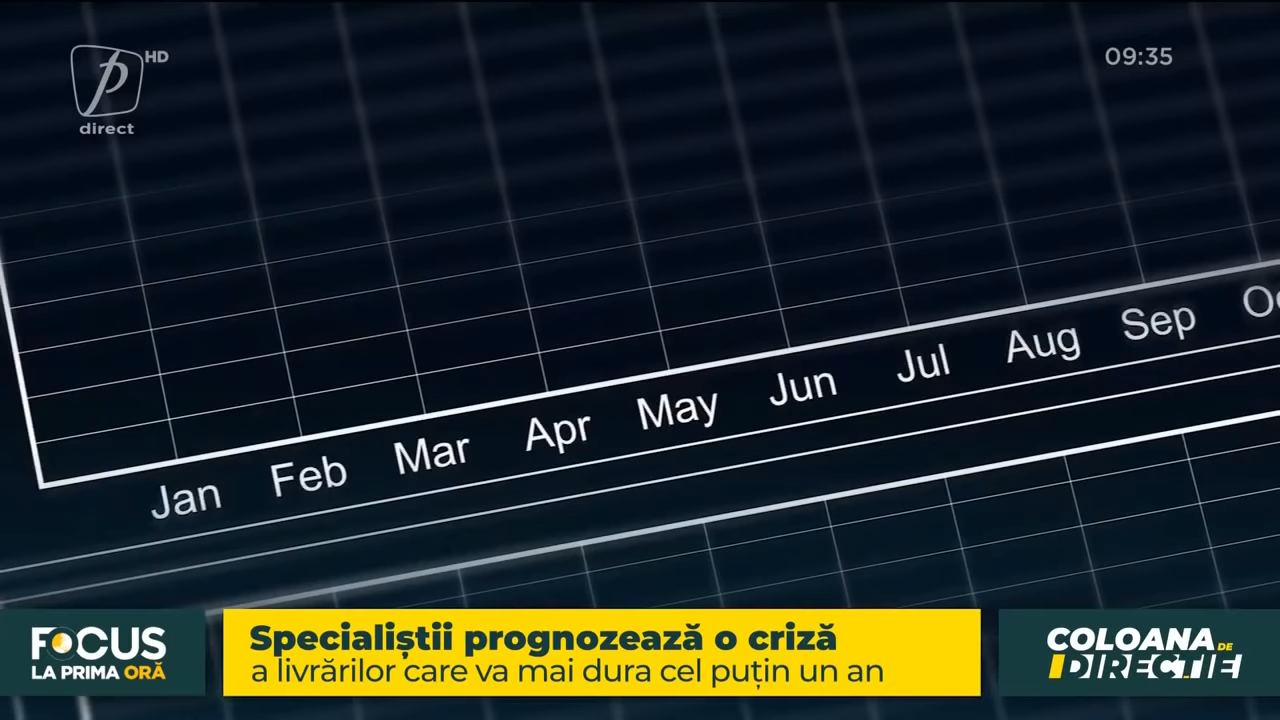 HD
direct
09:35
Jan Feb Mar Apr May Jun Jul Aug Sep
FOCUS
LA PRIMA ORĂ
Specialiștii prognozează o criză
a livrărilor care va mai dura cel puțin un an
COLOANA DE
DIRECȚIE